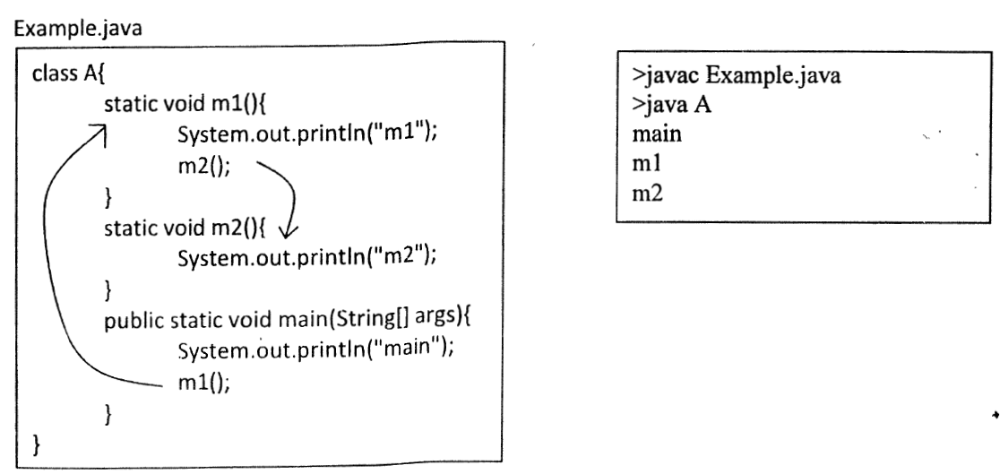 Example.java
class A{
static void m1(){
System.out.println("m1");
m2();
}
static void m2(){
System.out.println("m2");
}
public static void main(String[] args){
System.out.println("main");
m1();
}
}
>javac Example.java
>java A
main
m1
m2